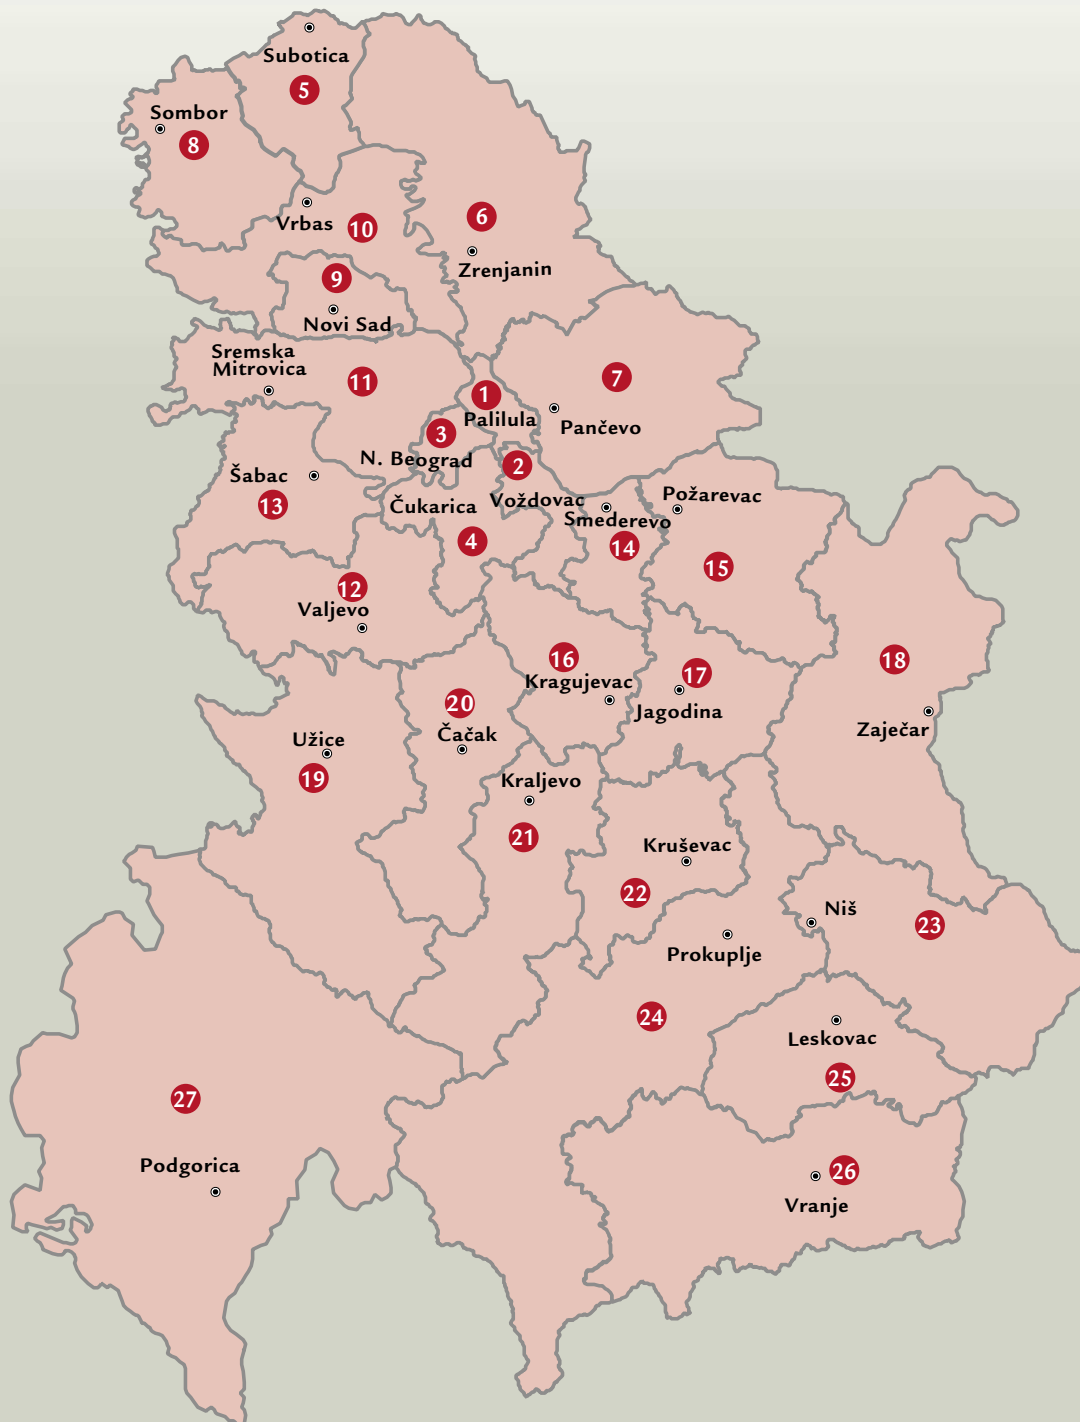 Subotica
5
Sombor
8
Vrbas
10
6
Zrenjanin
9
Novi Sad
Sremska
Mitrovica
11
1
Palilula
7
Pančevo
3
N. Beograd
2
Voždovac
Šabac
13
Čukarica
4
Smederevo
14
Požarevac
15
12
Valjevo
16
Kragujevac
17
Jagodina
18
Zaječar
20
Čačak
Užice
19
Kraljevo
21
Kruševac
22
Niš
23
Prokuplje
24
Leskovac
25
27
Podgorica
26
Vranje